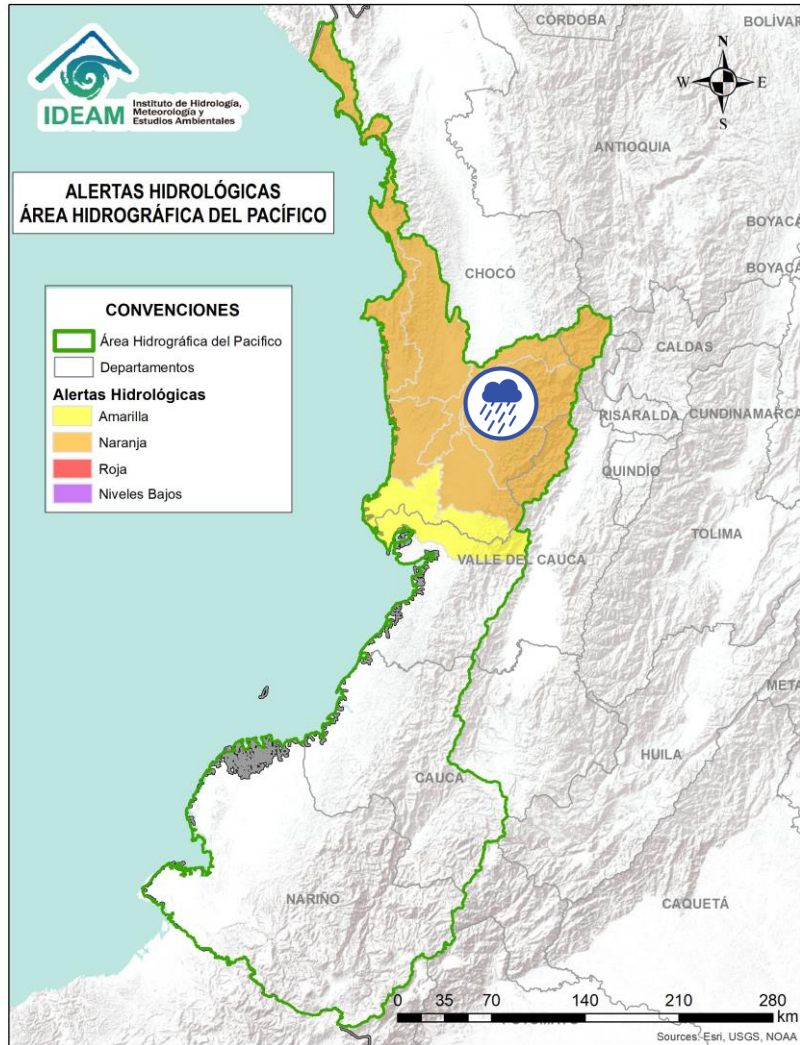 CÓRDOBA
BOLÍVAR
IDEAM
Instituto de Hidrología,
Meteorología y
Estudios Ambientales
N
W
E
S
ANTIOQUIA
ALERTAS HIDROLÓGICAS
ÁREA HIDROGRÁFICA DEL PACÍFICO
BOYACÁ
BOYACÁ
CHOCÓ
CONVENCIONES
Área Hidrográfica del Pacifico
Departamentos
Alertas Hidrológicas
Amarilla
Naranja
Roja
Niveles Bajos
CALDAS
RISARALDA
CUNDINAMARCA
QUINDÍO
TOLIMA
VALLE DEL CAUCA
META
HUILA
CAUCA
NARIÑO
CAQUETÁ
0 35 70 140 210 280
km
Sources: Esri, USGS, NOAA